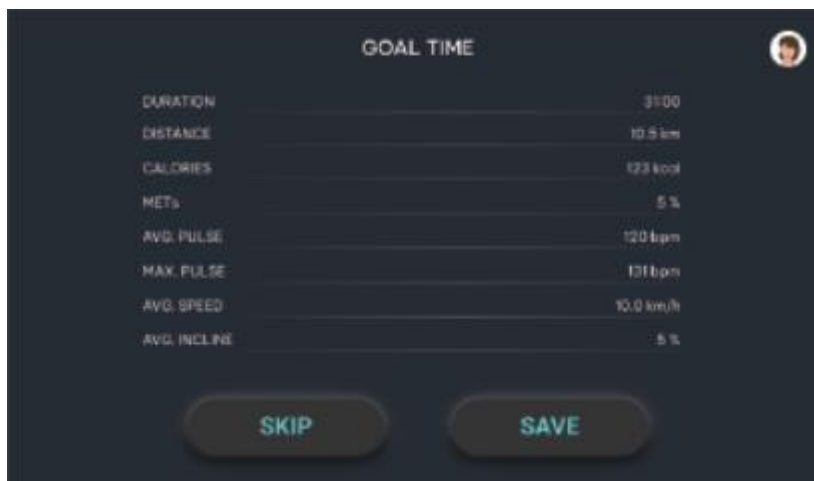 GOAL TIME
DURATION 31:00
DISTANCE 10.5 km
CALORIES 123 kcal
METs 5 %
AVG. PULSE 120 bpm
MAX. PULSE 131 bpm
AVG. SPEED 10.0 km/h
AVG. INCLINE 5 %
SKIP SAVE